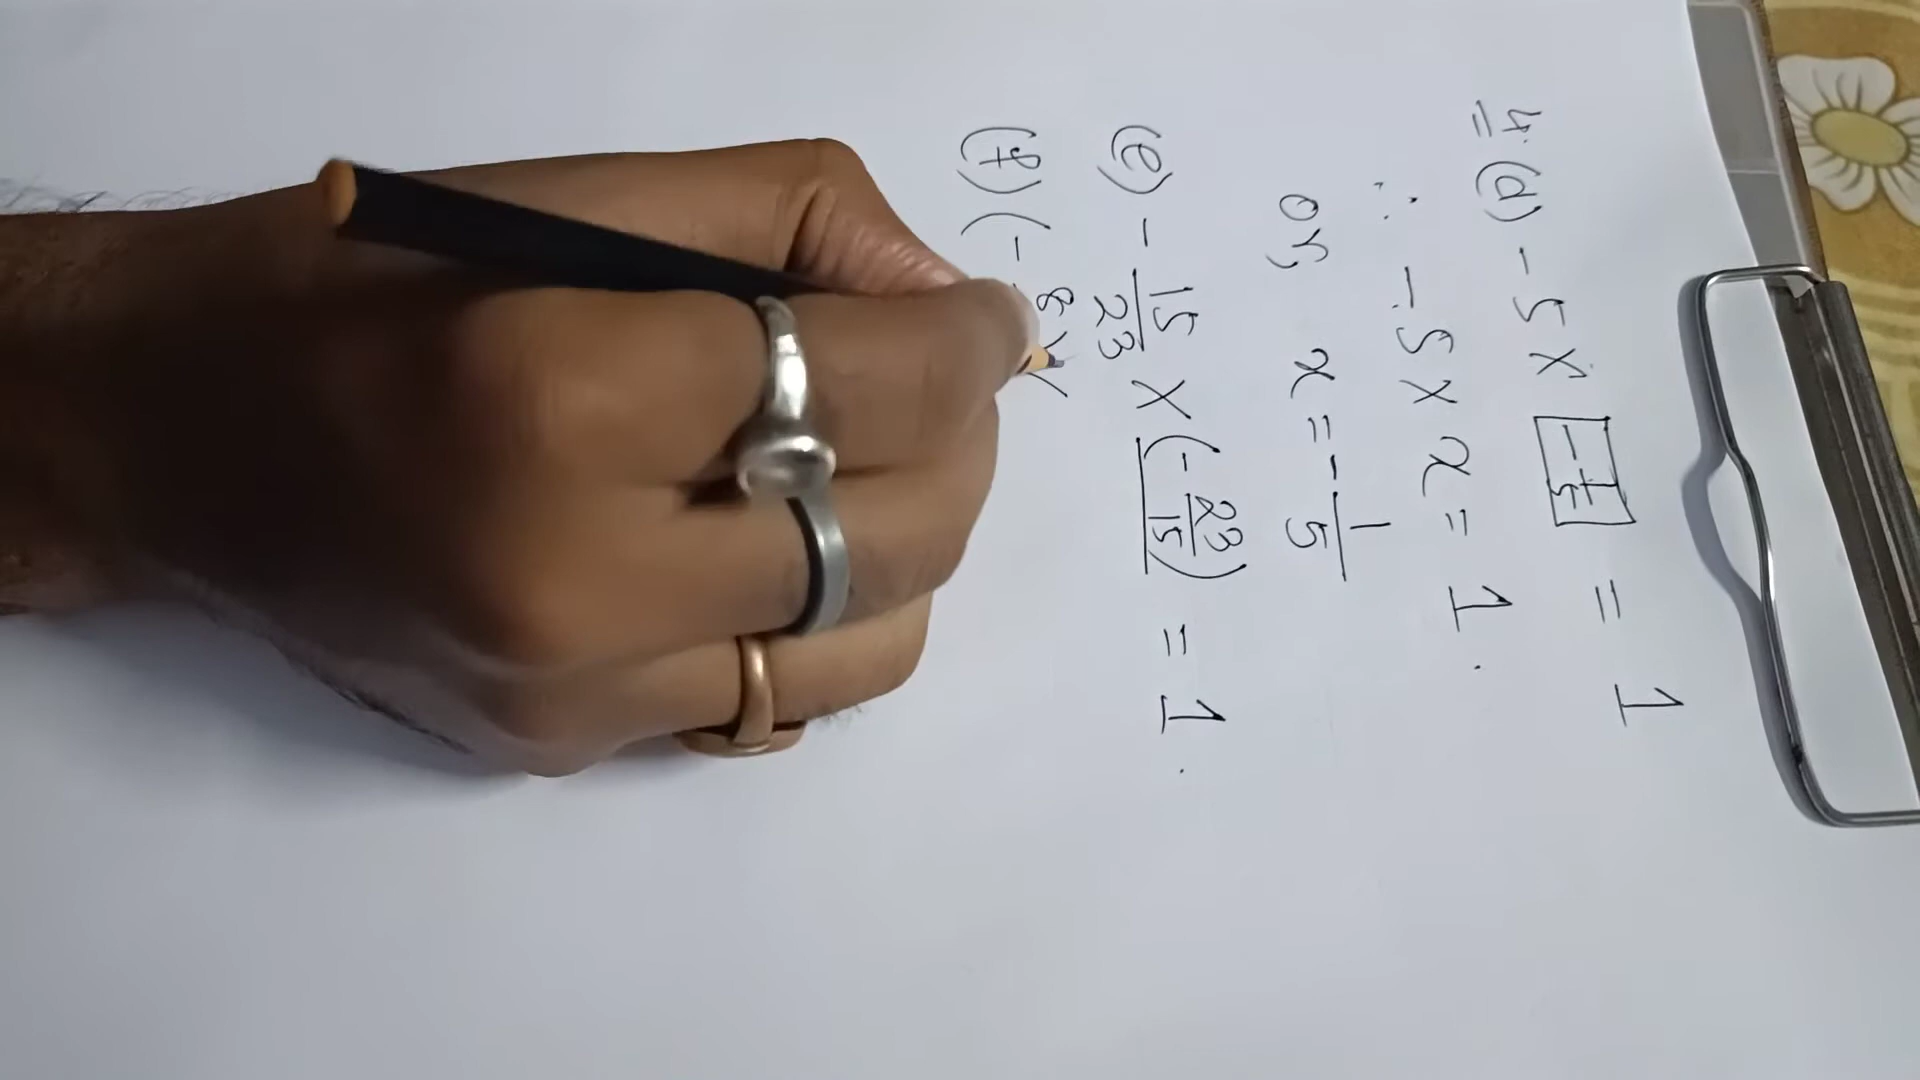 4. (d) - 5 × [-1/5] = 1
∴ - 5 × x = 1.
or, x = - 1/5
(e) - 15/23 × (- 23/15) = 1.
(f) (- 8